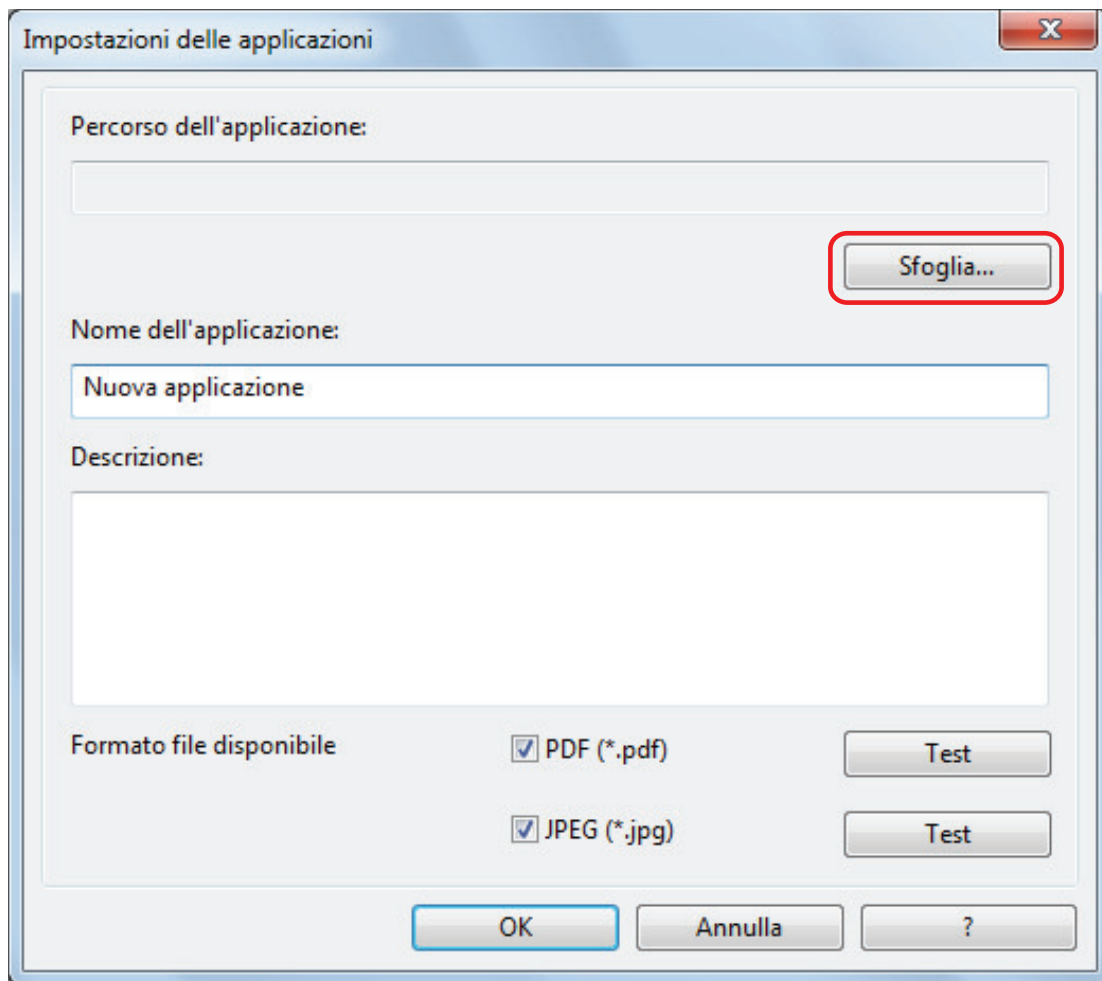 Impostazioni delle applicazioni
X
Percorso dell'applicazione:
Sfoglia...
Nome dell'applicazione:
Nuova applicazione
Descrizione:
Formato file disponibile
PDF (*.pdf)
Test
JPEG (*.jpg)
Test
OK
Annulla
?